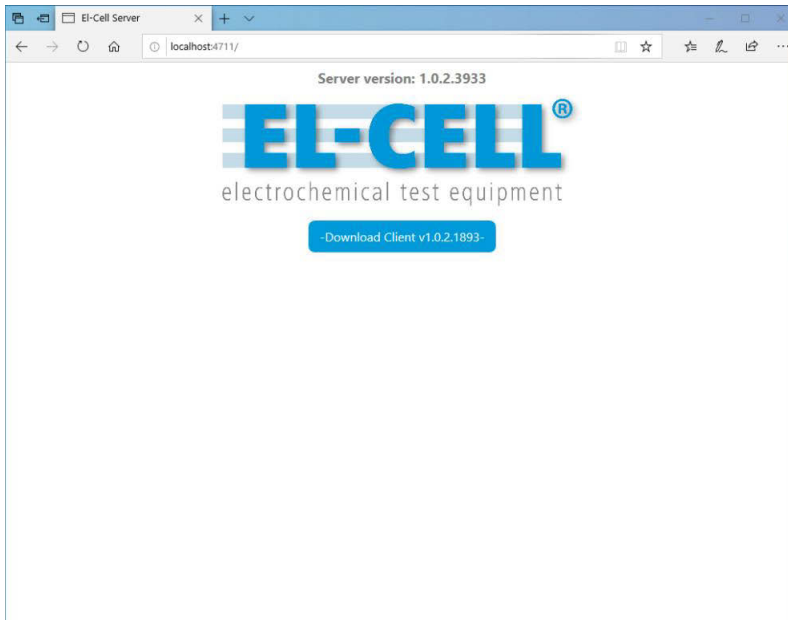 El-Cell Server
localhost:4711/
Server version: 1.0.2.3933
EL-CELL®
electrochemical test equipment
-Download Client v1.0.2.1893-